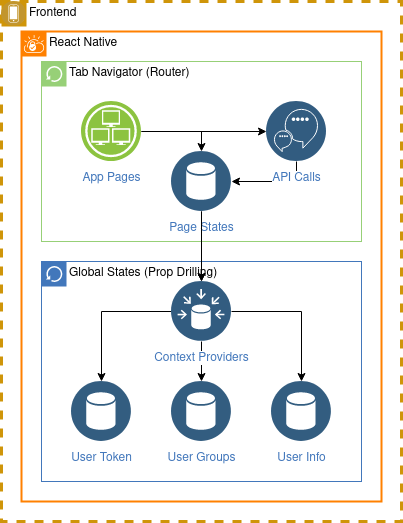 Frontend
React Native
Tab Navigator (Router)
App Pages
API Calls
Page States
Global States (Prop Drilling)
Context Providers
User Token
User Groups
User Info